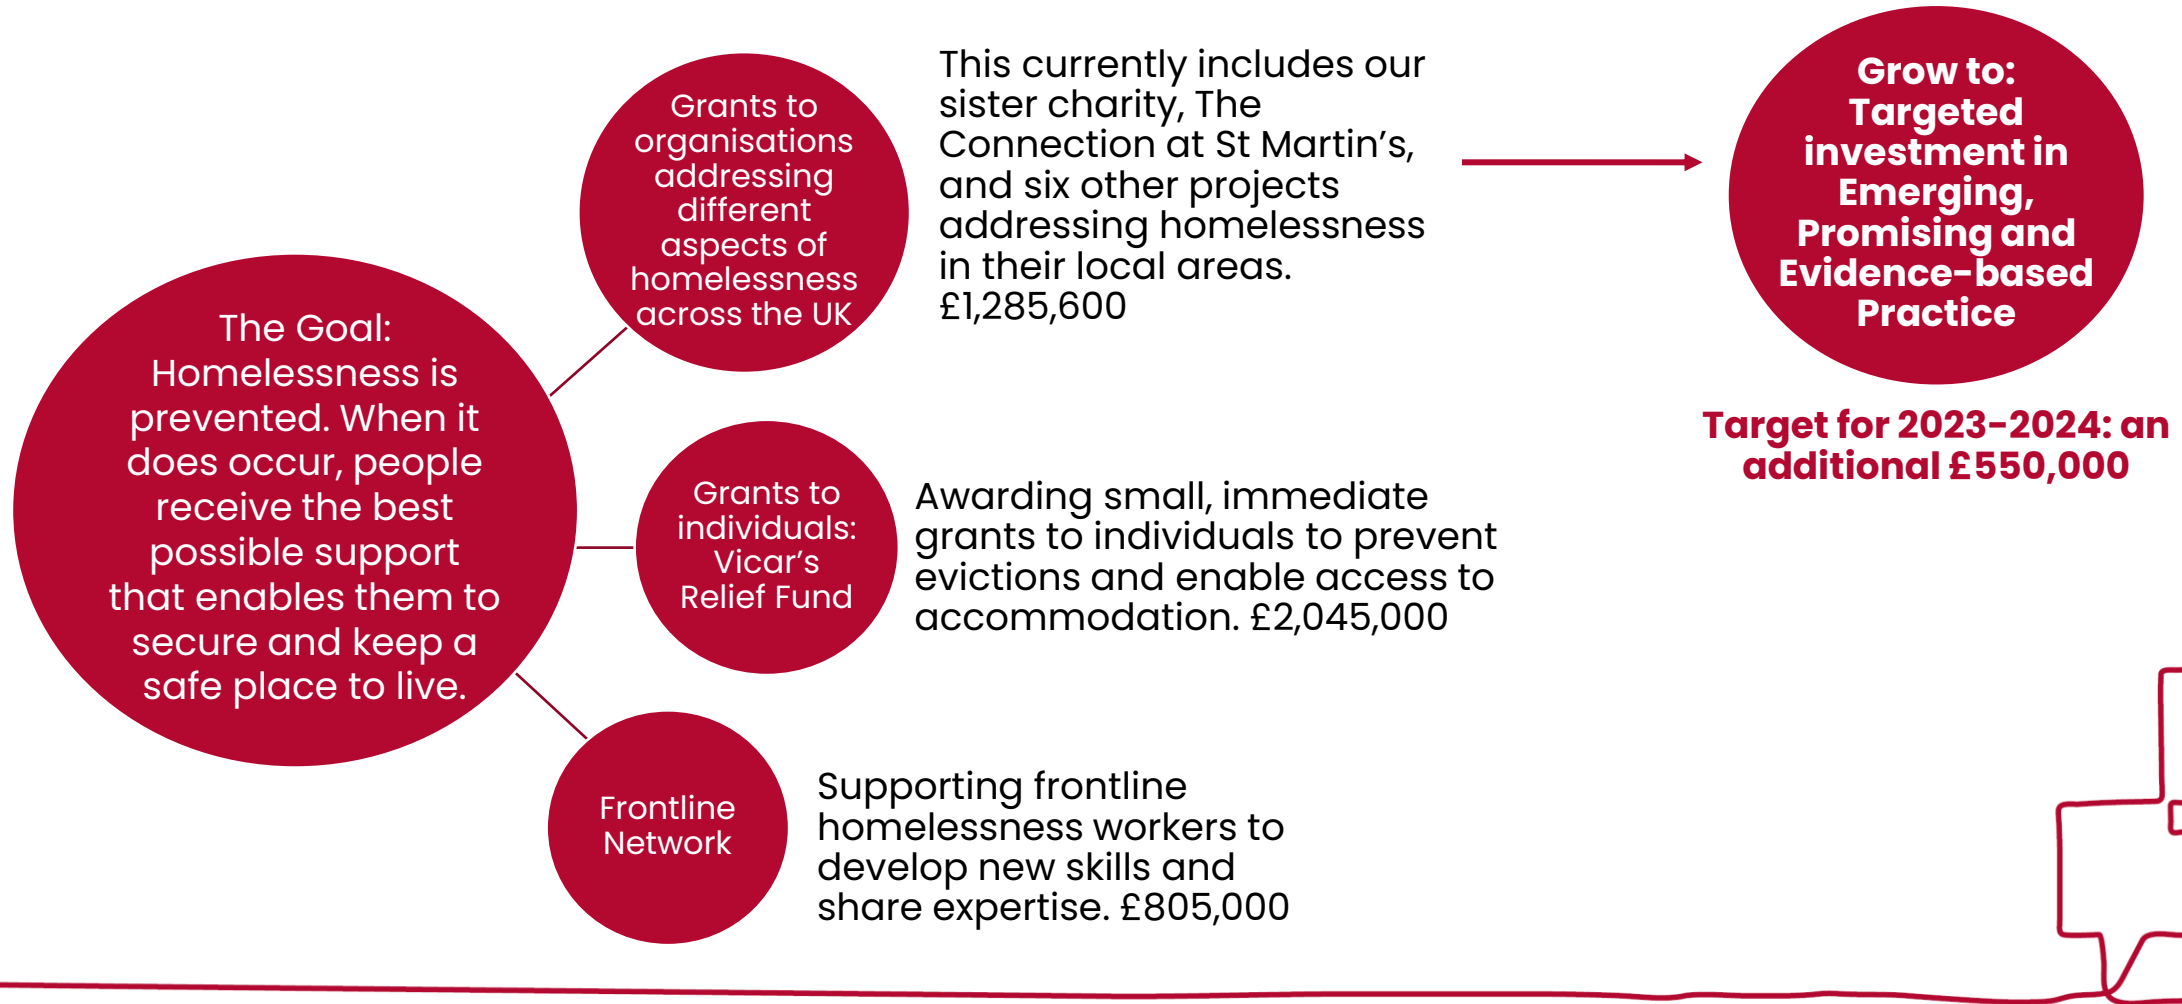 The Goal:
Homelessness is
prevented. When it
does occur, people
receive the best
possible support
that enables them to
secure and keep a
safe place to live.
Grants to
organisations
addressing
different
aspects of
homelessness
across the UK
This currently includes our
sister charity, The
Connection at St Martin’s,
and six other projects
addressing homelessness
in their local areas.
£1,285,600
Grow to:
Targeted
investment in
Emerging,
Promising and
Evidence-based
Practice
Target for 2023-2024: an
additional £550,000
Grants to
individuals:
Vicar’s
Relief Fund
Awarding small, immediate
grants to individuals to prevent
evictions and enable access to
accommodation. £2,045,000
Frontline
Network
Supporting frontline
homelessness workers to
develop new skills and
share expertise. £805,000